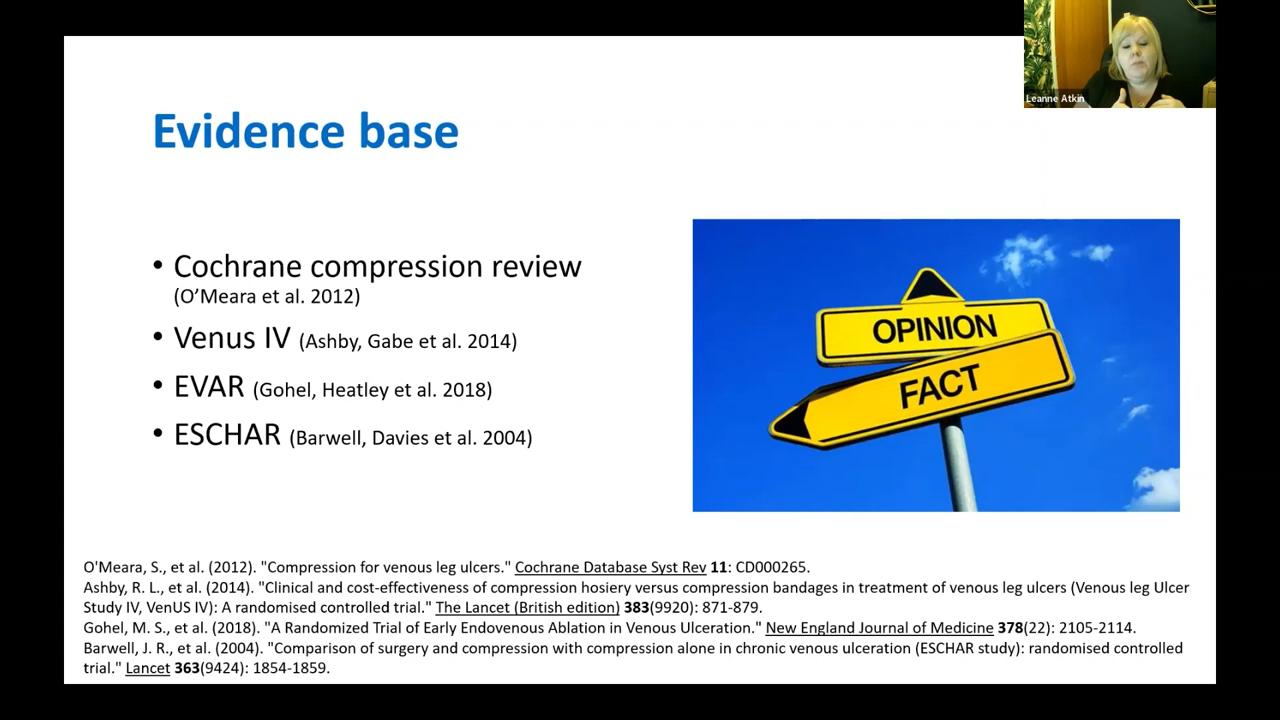 Leanne Atkin
Evidence base
• Cochrane compression review
(O’Meara et al. 2012)
• Venus IV (Ashby, Gabe et al. 2014)
• EVAR (Gohel, Heatley et al. 2018)
• ESCHAR (Barwell, Davies et al. 2004)
OPINION
FACT
O'Meara, S., et al. (2012). "Compression for venous leg ulcers." Cochrane Database Syst Rev 11: CD000265.
Ashby, R. L., et al. (2014). "Clinical and cost-effectiveness of compression hosiery versus compression bandages in treatment of venous leg ulcers (Venous leg Ulcer
Study IV, VenUS IV): A randomised controlled trial." The Lancet (British edition) 383(9920): 871-879.
Gohel, M. S., et al. (2018). "A Randomized Trial of Early Endovenous Ablation in Venous Ulceration." New England Journal of Medicine 378(22): 2105-2114.
Barwell, J. R., et al. (2004). "Comparison of surgery and compression with compression alone in chronic venous ulceration (ESCHAR study): randomised controlled
trial." Lancet 363(9424): 1854-1859.